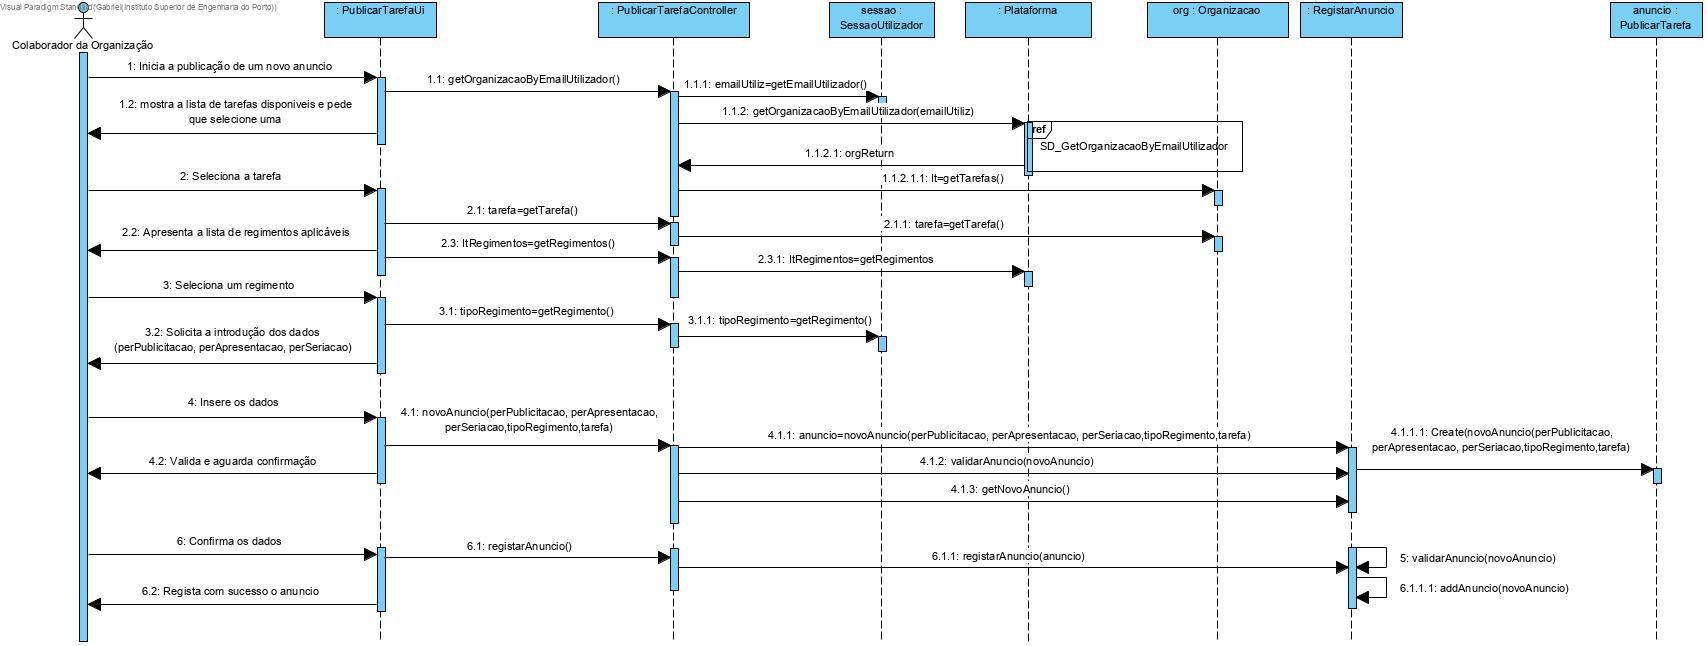 Visual Paradigm Standard(Gabriel(Instituto Superior de Engenharia do Porto))
: PublicarTarefaUi
: PublicarTarefaController
sessao :
SessaoUtilizador
: Plataforma
org : Organizacao
: RegistarAnuncio
anuncio :
PublicarTarefa
Colaborador da Organização
1: Inicia a publicação de um novo anuncio
1.1: getOrganizacaoByEmailUtilizador()
1.1.1: emailUtiliz=getEmailUtilizador()
1.2: mostra a lista de tarefas disponiveis e pede
que selecione uma
1.1.2: getOrganizacaoByEmailUtilizador(emailUtiliz)
ref
SD_GetOrganizacaoByEmailUtilizador
1.1.2.1: orgReturn
2: Seleciona a tarefa
1.1.2.1.1: lt=getTarefas()
2.1: tarefa=getTarefa()
2.1.1: tarefa=getTarefa()
2.2: Apresenta a lista de regimentos aplicáveis
2.3: ltRegimentos=getRegimentos()
2.3.1: ltRegimentos=getRegimentos
3: Seleciona um regimento
3.1: tipoRegimento=getRegimento()
3.1.1: tipoRegimento=getRegimento()
3.2: Solicita a introdução dos dados
(perPublicitacao, perApresentacao, perSeriacao)
4: Insere os dados
4.1: novoAnuncio(perPublicitacao, perApresentacao,
perSeriacao,tipoRegimento,tarefa)
4.1.1: anuncio=novoAnuncio(perPublicitacao, perApresentacao, perSeriacao,tipoRegimento,tarefa)
4.1.1.1: Create(novoAnuncio(perPublicitacao,
perApresentacao, perSeriacao,tipoRegimento,tarefa)
4.2: Valida e aguarda confirmação
4.1.2: validarAnuncio(novoAnuncio)
4.1.3: getNovoAnuncio()
6: Confirma os dados
6.1: registarAnuncio()
6.1.1: registarAnuncio(anuncio)
5: validarAnuncio(novoAnuncio)
6.2: Regista com sucesso o anuncio
6.1.1.1: addAnuncio(novoAnuncio)